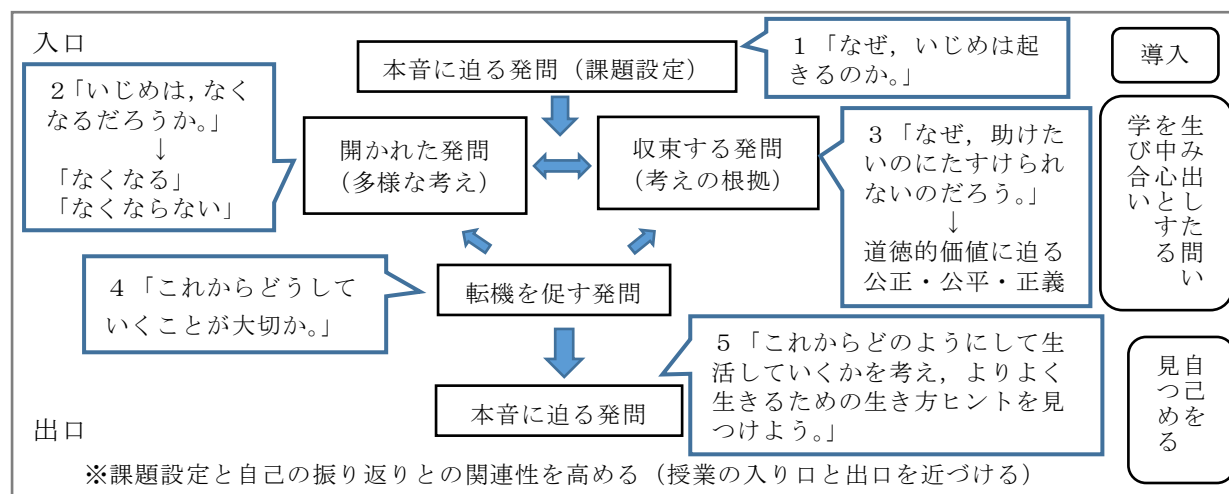 入口
本音に迫る発問（課題設定）
１「なぜ，いじめは起
きるのか。」
導入
２「いじめは，なく
なるだろうか。」
↓
「なくなる」
「なくならない」
開かれた発問
（多様な考え）
収束する発問
（考えの根拠）
３「なぜ，助けた
いのにたすけられ
ないのだろう。」
↓
道徳的価値に迫る
公正・公平・正義
生み出した問い
を中心とする
学び合い
４「これからどうして
いくことが大切か。」
転機を促す発問
５「これからどのようにして生
活していくかを考え，よりよく
生きるための生き方ヒントを見
つけよう。」
本音に迫る発問
自己を
見つめる
出口
※課題設定と自己の振り返りとの関連性を高める（授業の入り口と出口を近づける）